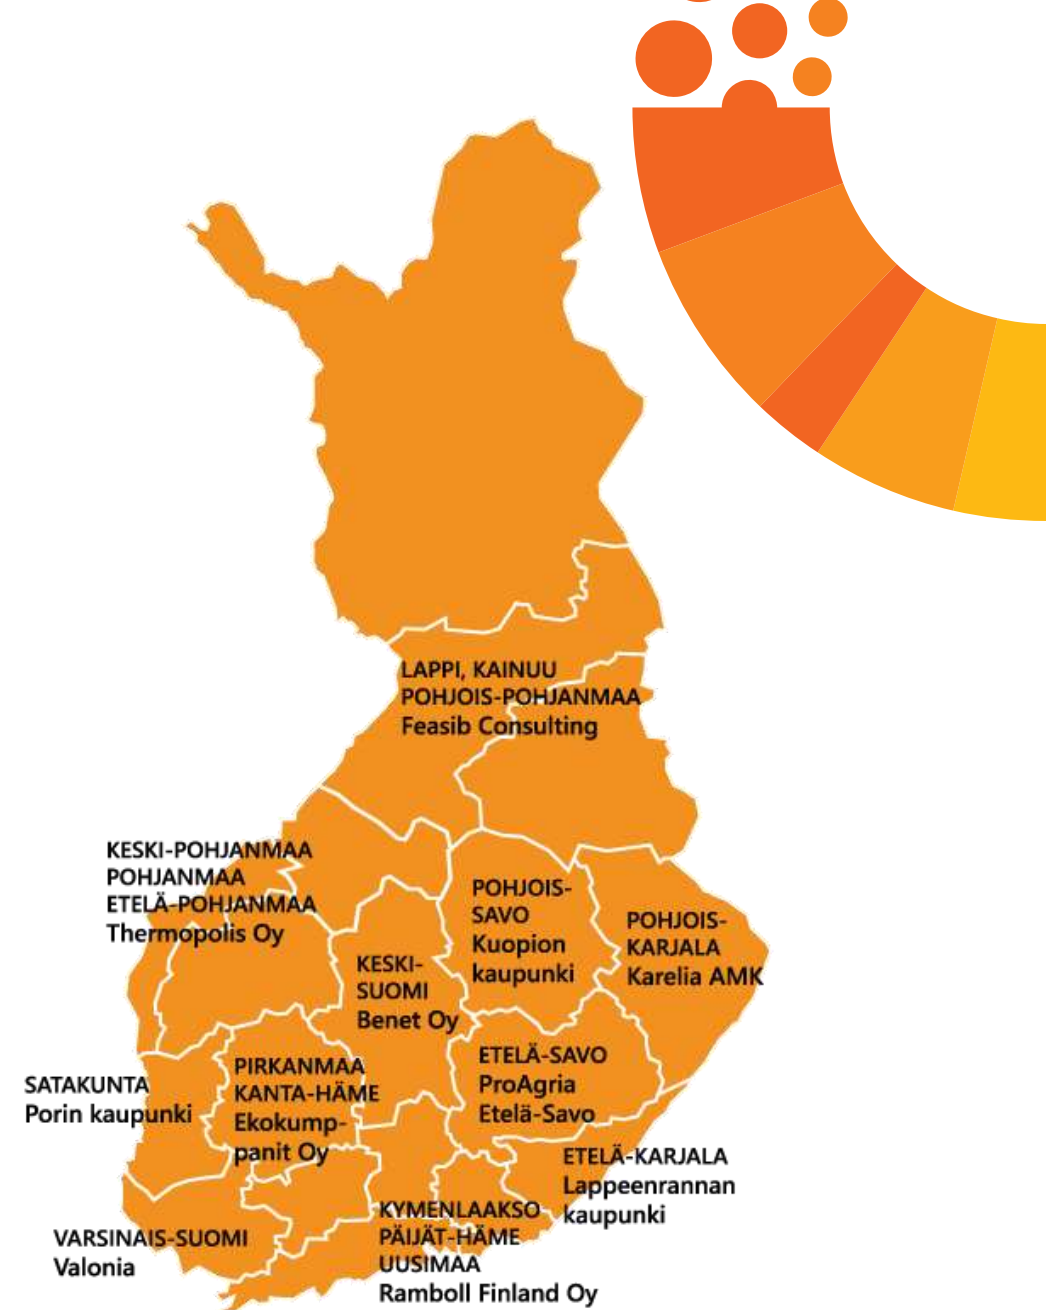 LAPPI, KAINUU
POHJOIS-POHJANMAA
Feasib Consulting
KESKI-POHJANMAA
POHJANMAA
ETELÄ-POHJANMAA
Thermopolis Oy
POHJOIS-
SAVO
Kuopion
kaupunki
POHJOIS-
KARJALA
Karelia AMK
KESKI-
SUOMI
Benet Oy
SATAKUNTA
Porin kaupunki
PIRKANMAA
KANTA-HÄME
Ekokump-
panit Oy
ETELÄ-SAVO
ProAgria
Etelä-Savo
ETELÄ-KARJALA
Lappeenrannan
kaupunki
VARSINAIS-SUOMI
Valonia
KYMENLAAKSO
PÄIJÄT-HÄME
UUSIMAA
Ramboll Finland Oy